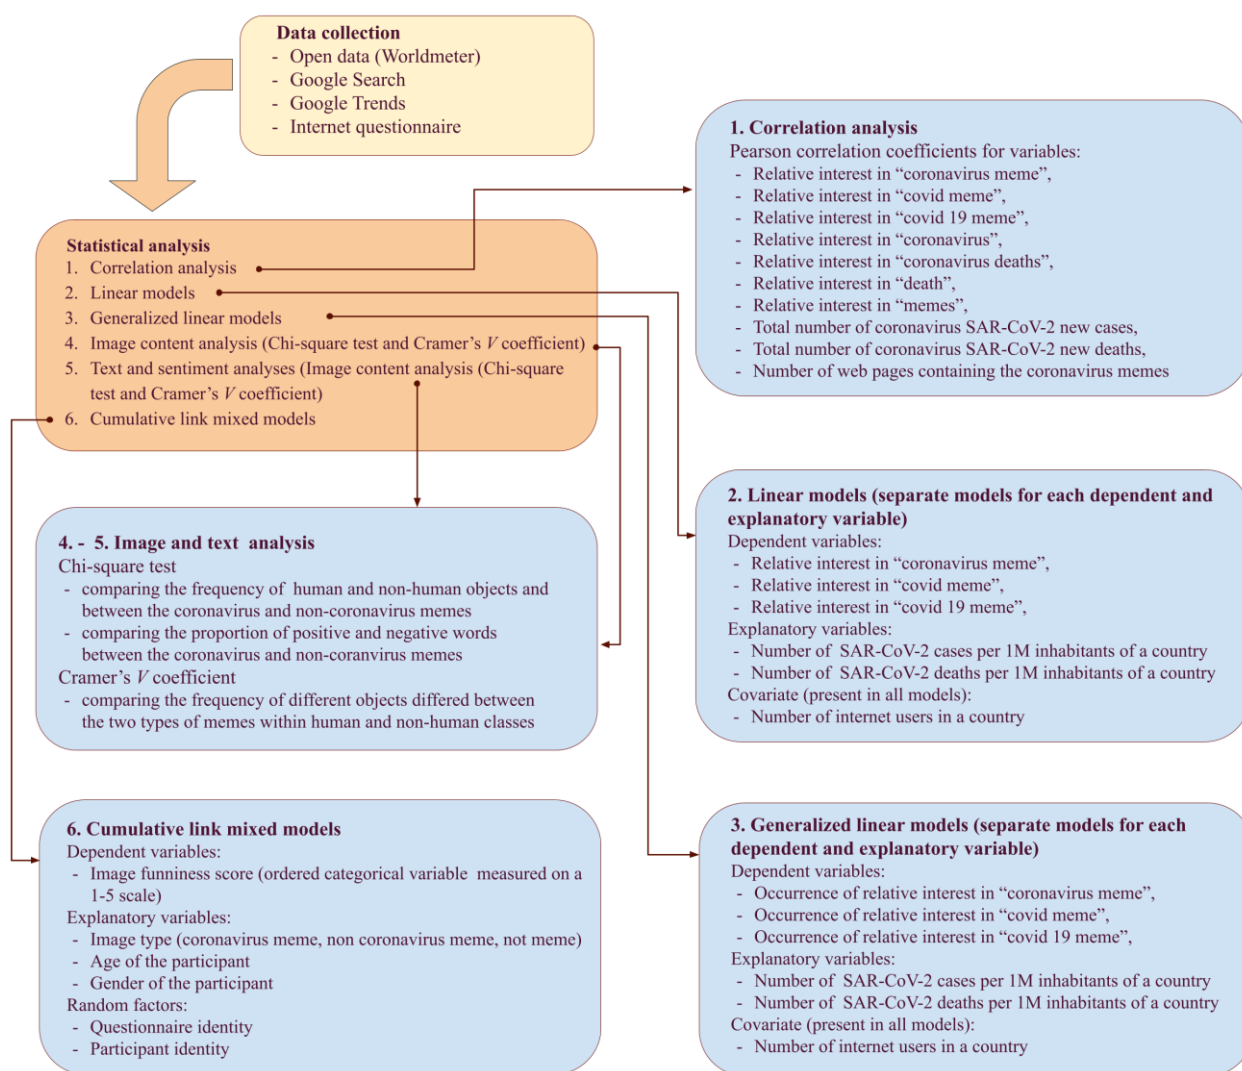 Data collection
- Open data (Worldmeter)
- Google Search
- Google Trends
- Internet questionnaire
Statistical analysis
1. Correlation analysis
2. Linear models
3. Generalized linear models
4. Image content analysis (Chi-square test and Cramer’s V coefficient)
5. Text and sentiment analyses (Image content analysis (Chi-square
test and Cramer’s V coefficient)
6. Cumulative link mixed models
1. Correlation analysis
Pearson correlation coefficients for variables:
- Relative interest in “coronavirus meme”,
- Relative interest in “covid meme”,
- Relative interest in “covid 19 meme”,
- Relative interest in “coronavirus”,
- Relative interest in “coronavirus deaths”,
- Relative interest in “death”,
- Relative interest in “memes”,
- Total number of coronavirus SAR-CoV-2 new cases,
- Total number of coronavirus SAR-CoV-2 new deaths,
- Number of web pages containing the coronavirus memes
2. Linear models (separate models for each dependent and
explanatory variable)
Dependent variables:
- Relative interest in “coronavirus meme”,
- Relative interest in “covid meme”,
- Relative interest in “covid 19 meme”,
Explanatory variables:
- Number of SAR-CoV-2 cases per 1M inhabitants of a country
- Number of SAR-CoV-2 deaths per 1M inhabitants of a country
Covariate (present in all models):
- Number of internet users in a country
3. Generalized linear models (separate models for each
dependent and explanatory variable)
Dependent variables:
- Occurrence of relative interest in “coronavirus meme”,
- Occurrence of relative interest in “covid meme”,
- Occurrence of relative interest in “covid 19 meme”,
Explanatory variables:
- Number of SAR-CoV-2 cases per 1M inhabitants of a country
- Number of SAR-CoV-2 deaths per 1M inhabitants of a country
Covariate (present in all models):
- Number of internet users in a country
4. - 5. Image and text analysis
Chi-square test
- comparing the frequency of human and non-human objects and
between the coronavirus and non-coronavirus memes
- comparing the proportion of positive and negative words
between the coronavirus and non-coranvirus memes
Cramer’s V coefficient
- comparing the frequency of different objects differed between
the two types of memes within human and non-human classes
6. Cumulative link mixed models
Dependent variables:
- Image funniness score (ordered categorical variable measured on a
1-5 scale)
Explanatory variables:
- Image type (coronavirus meme, non coronavirus meme, not meme)
- Age of the participant
- Gender of the participant
Random factors:
- Questionnaire identity
- Participant identity